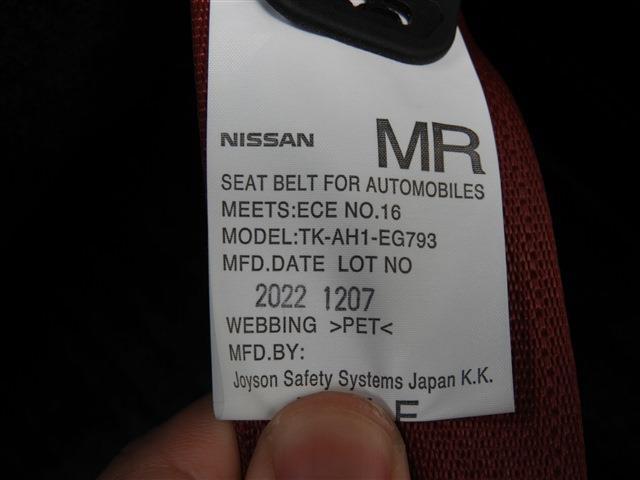 NISSAN MR
SEAT BELT FOR AUTOMOBILES
MEETS:ECE NO.16
MODEL:TK-AH1-EG793
MFD.DATE LOT NO
2022 1207
WEBBING >PET<
MFD.BY:
Joyson Safety Systems Japan K.K.